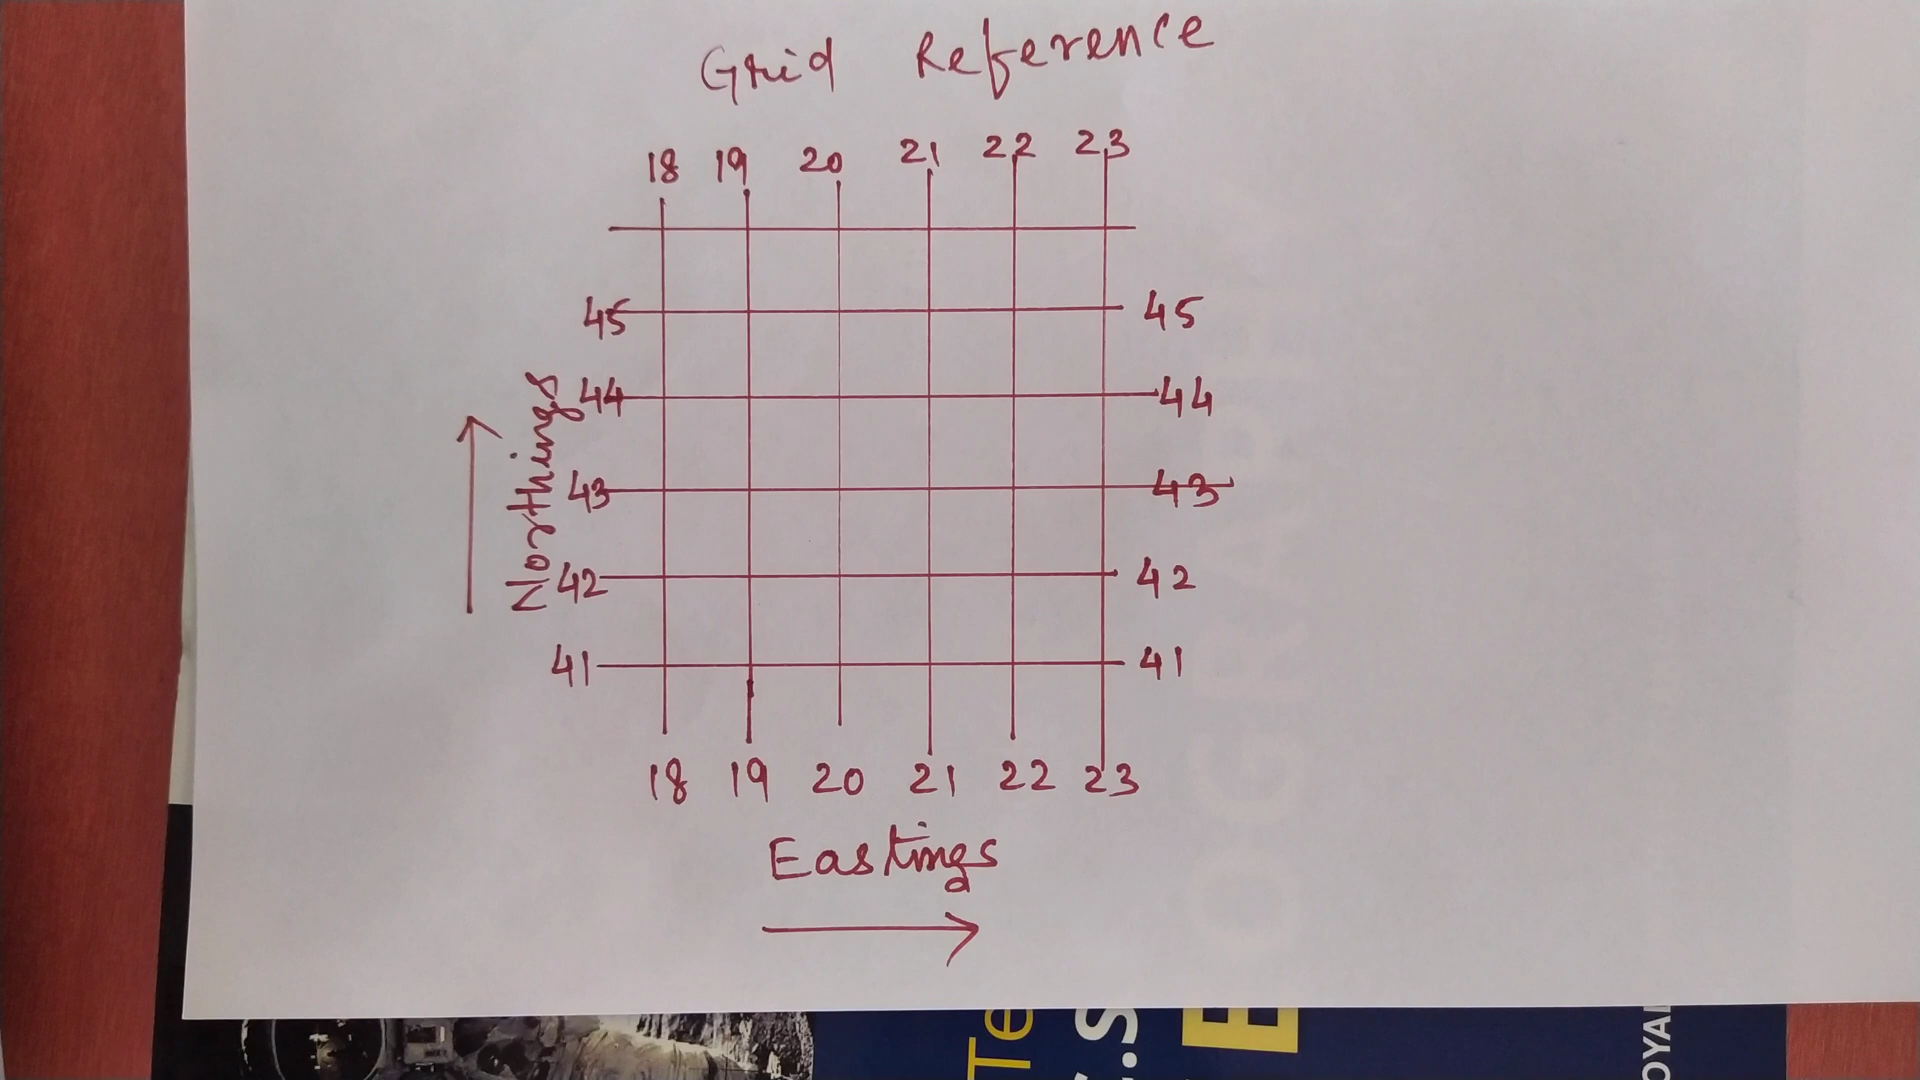 Grid Reference
18 19 20 21 22 23
45 45
44 44
43 43
42 42
41 41
Northings
18 19 20 21 22 23
Eastings